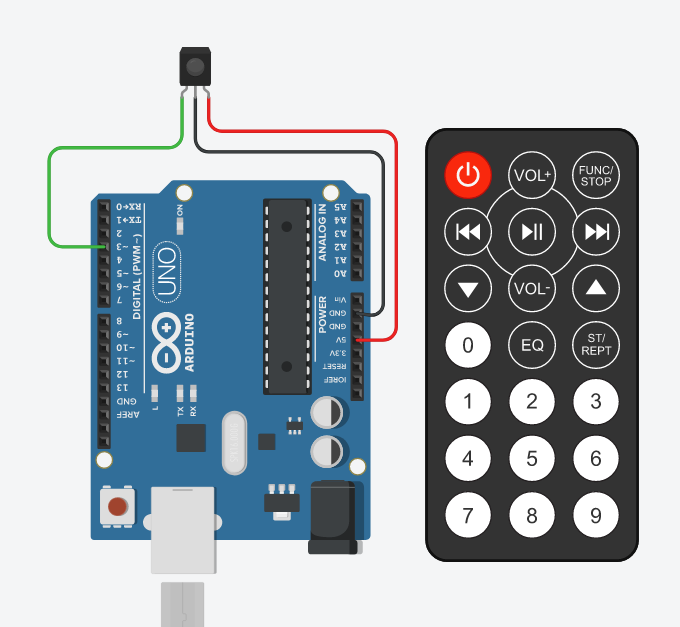 RX←0
TX→1
2
~3
4
~5
~6
7
DIGITAL (PWM~)
8
~9
~10
~11
12
13
GND
AREF
ON
UNO
ARDUINO
L
TX
RX
ANALOG IN
A5
A4
A3
A2
A1
A0
POWER
Vin
GND
GND
5V
3.3V
RESET
IOREF
VOL+
FUNC/
STOP
VOL-
0
EQ
ST/
REPT
1 2 3
4 5 6
7 8 9